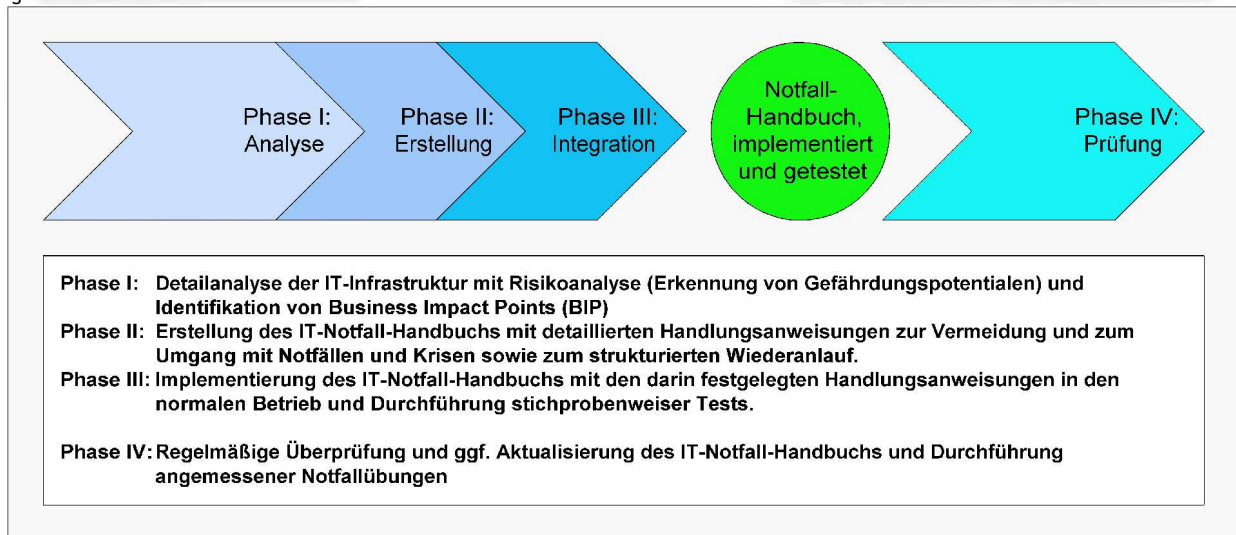 Phase I:
Analyse
Phase II:
Erstellung
Phase III:
Integration
Notfall-
Handbuch,
implementiert
und getestet
Phase IV:
Prüfung
Phase I: Detailanalyse der IT-Infrastruktur mit Risikoanalyse (Erkennung von Gefährdungspotentialen) und
Identifikation von Business Impact Points (BIP)
Phase II: Erstellung des IT-Notfall-Handbuchs mit detaillierten Handlungsanweisungen zur Vermeidung und zum
Umgang mit Notfällen und Krisen sowie zum strukturierten Wiederanlauf.
Phase III: Implementierung des IT-Notfall-Handbuchs mit den darin festgelegten Handlungsanweisungen in den
normalen Betrieb und Durchführung stichprobenweiser Tests.
Phase IV: Regelmäßige Überprüfung und ggf. Aktualisierung des IT-Notfall-Handbuchs und Durchführung
angemessener Notfallübungen